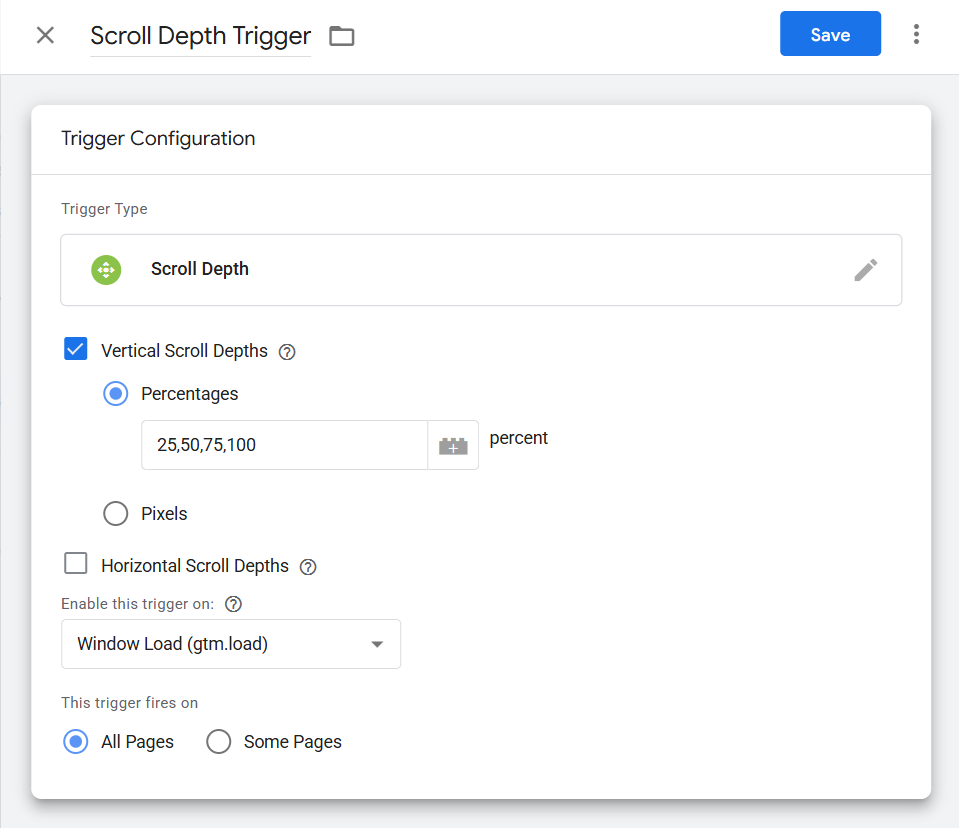 Scroll Depth Trigger
Save
Trigger Configuration
Trigger Type
Scroll Depth
Vertical Scroll Depths
Percentages
25,50,75,100 percent
Pixels
Horizontal Scroll Depths
Enable this trigger on:
Window Load (gtm.load)
This trigger fires on
All Pages Some Pages